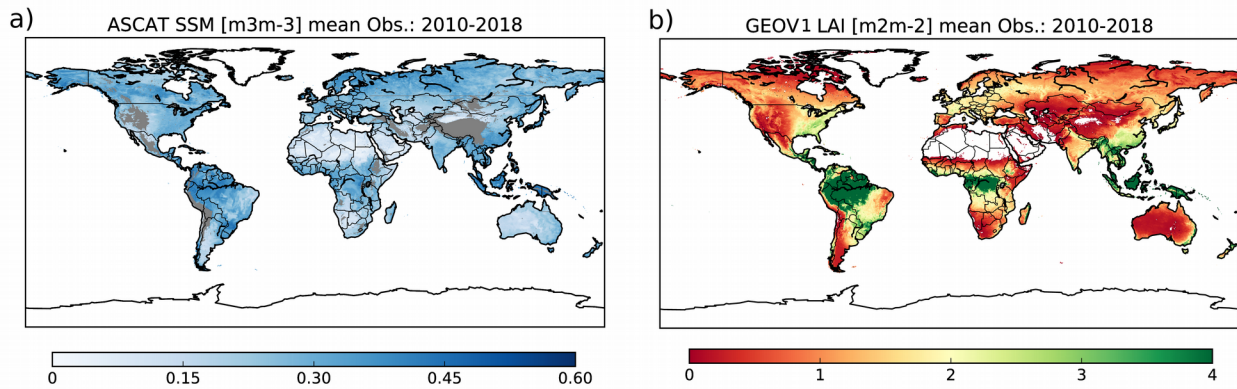 a)
ASCAT SSM [m3m-3] mean Obs.: 2010-2018
0 0.15 0.30 0.45 0.60
b)
GEOV1 LAI [m2m-2] mean Obs.: 2010-2018
0 1 2 3 4